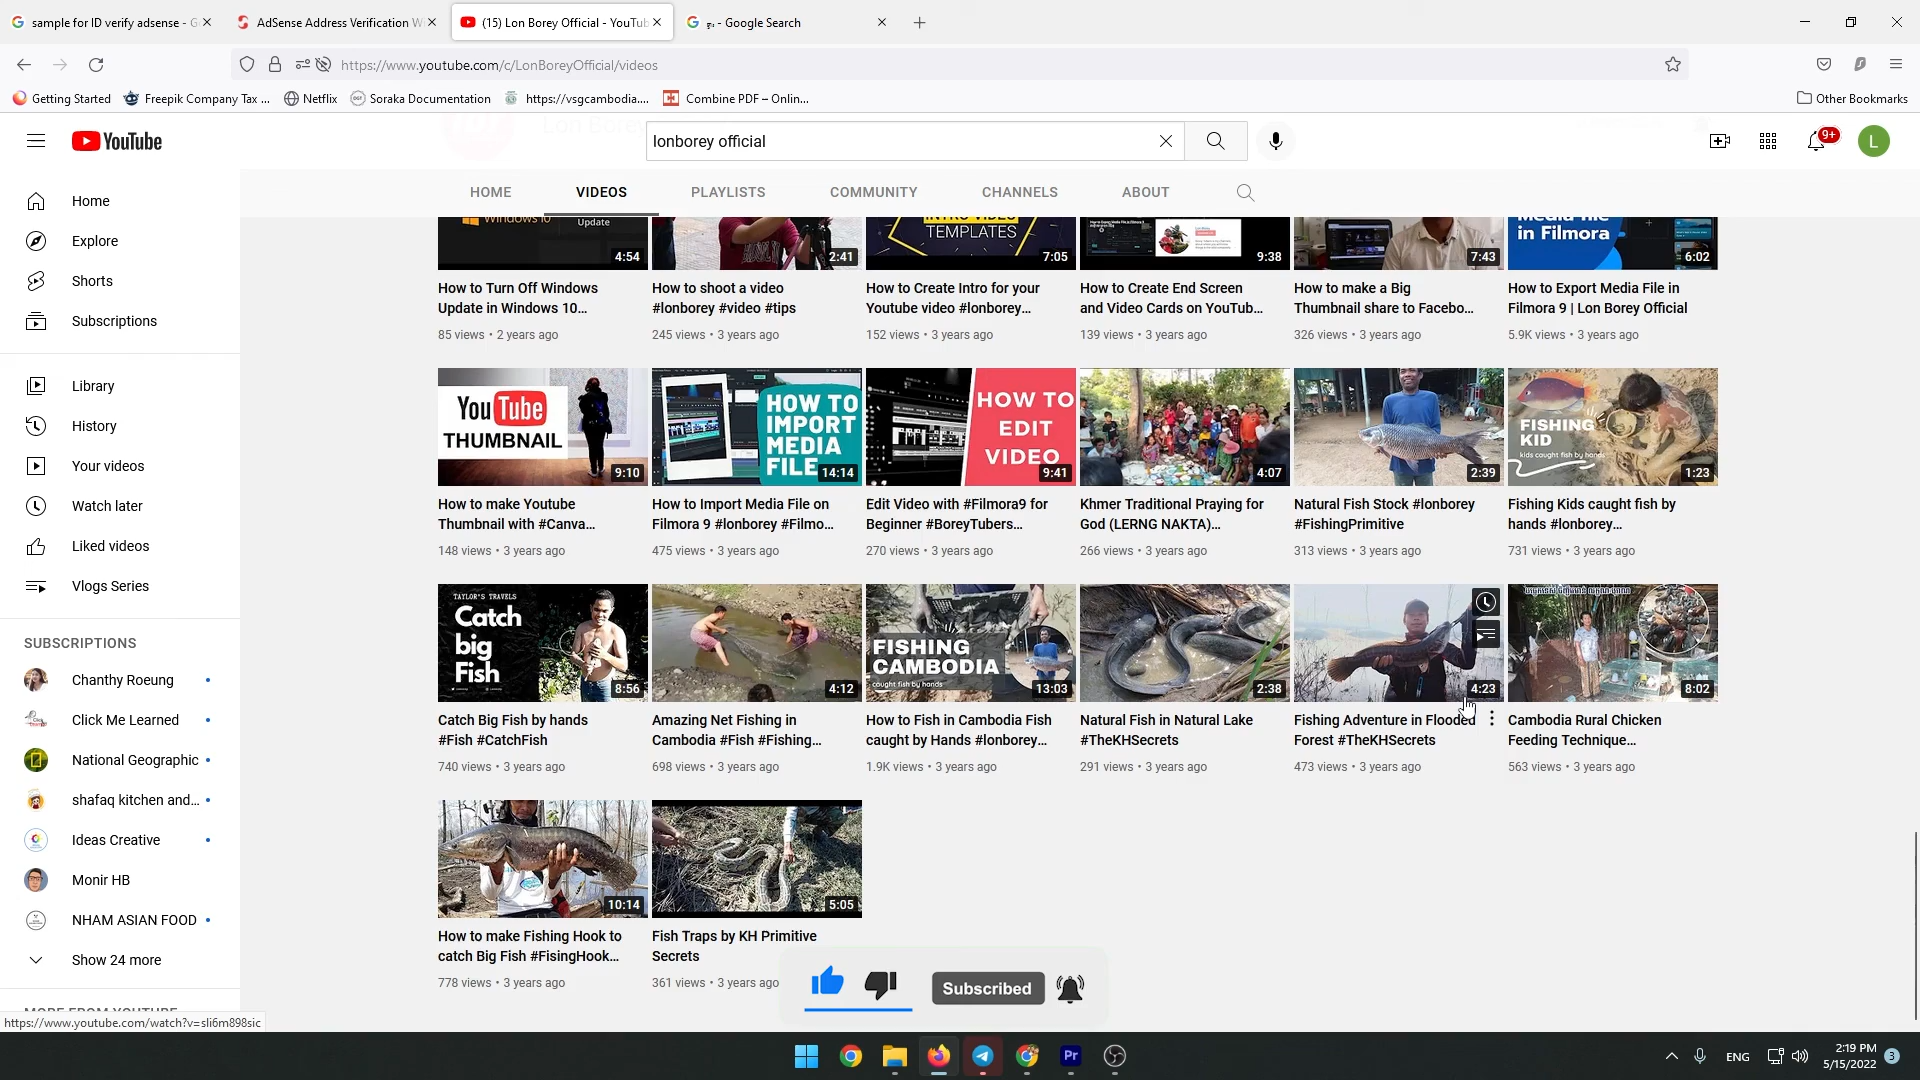 sample for ID verify adsense - G
AdSense Address Verification W
(15) Lon Borey Official - YouTub
- Google Search
https://www.youtube.com/c/LonBoreyOfficial/videos
Getting Started
Freepik Company Tax ...
Netflix
Soraka Documentation
https://vsgcambodia....
Combine PDF – Onlin...
Other Bookmarks
YouTube
lonborey official
9+
L
HOME
VIDEOS
PLAYLISTS
COMMUNITY
CHANNELS
ABOUT
Home
Explore
Shorts
Subscriptions
Library
History
Your videos
Watch later
Liked videos
Vlogs Series
SUBSCRIPTIONS
Chanthy Roeung
Click Me Learned
National Geographic
shafaq kitchen and...
Ideas Creative
Monir HB
NHAM ASIAN FOOD
Show 24 more
MORE FROM YOUTUBE
Windows 10
Update
4:54
2:41
INTRO VIDEO
TEMPLATES
7:05
9:38
7:43
Media file
in Filmora
6:02
How to Turn Off Windows
Update in Windows 10...
85 views • 2 years ago
How to shoot a video
#lonborey #video #tips
245 views • 3 years ago
How to Create Intro for your
Youtube video #lonborey...
152 views • 3 years ago
How to Create End Screen
and Video Cards on YouTub...
139 views • 3 years ago
How to make a Big
Thumbnail share to Facebo...
326 views • 3 years ago
How to Export Media File in
Filmora 9 | Lon Borey Official
5.9K views • 3 years ago
YouTube
THUMBNAIL
9:10
HOW TO
IMPORT
MEDIA
FILE
14:14
HOW TO
EDIT
VIDEO
9:41
4:07
2:39
FISHING
KID
kids caught fish by hands
1:23
How to make Youtube
Thumbnail with #Canva...
148 views • 3 years ago
How to Import Media File on
Filmora 9 #lonborey #Filmo...
475 views • 3 years ago
Edit Video with #Filmora9 for
Beginner #BoreyTubers...
270 views • 3 years ago
Khmer Traditional Praying for
God (LERNG NAKTA)...
266 views • 3 years ago
Natural Fish Stock #lonborey
#FishingPrimitive
313 views • 3 years ago
Fishing Kids caught fish by
hands #lonborey...
731 views • 3 years ago
TAYLOR'S TRAVELS
Catch
big
Fish
8:56
4:12
FISHING
CAMBODIA
caught fish by hands
13:03
2:38
4:23
8:02
Catch Big Fish by hands
#Fish #CatchFish
740 views • 3 years ago
Amazing Net Fishing in
Cambodia #Fish #Fishing...
698 views • 3 years ago
How to Fish in Cambodia Fish
caught by Hands #lonborey...
1.9K views • 3 years ago
Natural Fish in Natural Lake
#TheKHSecrets
291 views • 3 years ago
Fishing Adventure in Flooded
Forest #TheKHSecrets
473 views • 3 years ago
Cambodia Rural Chicken
Feeding Technique...
563 views • 3 years ago
10:14
5:05
How to make Fishing Hook to
catch Big Fish #FisingHook...
778 views • 3 years ago
Fish Traps by KH Primitive
Secrets
361 views • 3 years ago
Subscribed
https://www.youtube.com/watch?v=sli6m898sic
Pr
ENG
2:19 PM
5/15/2022
3